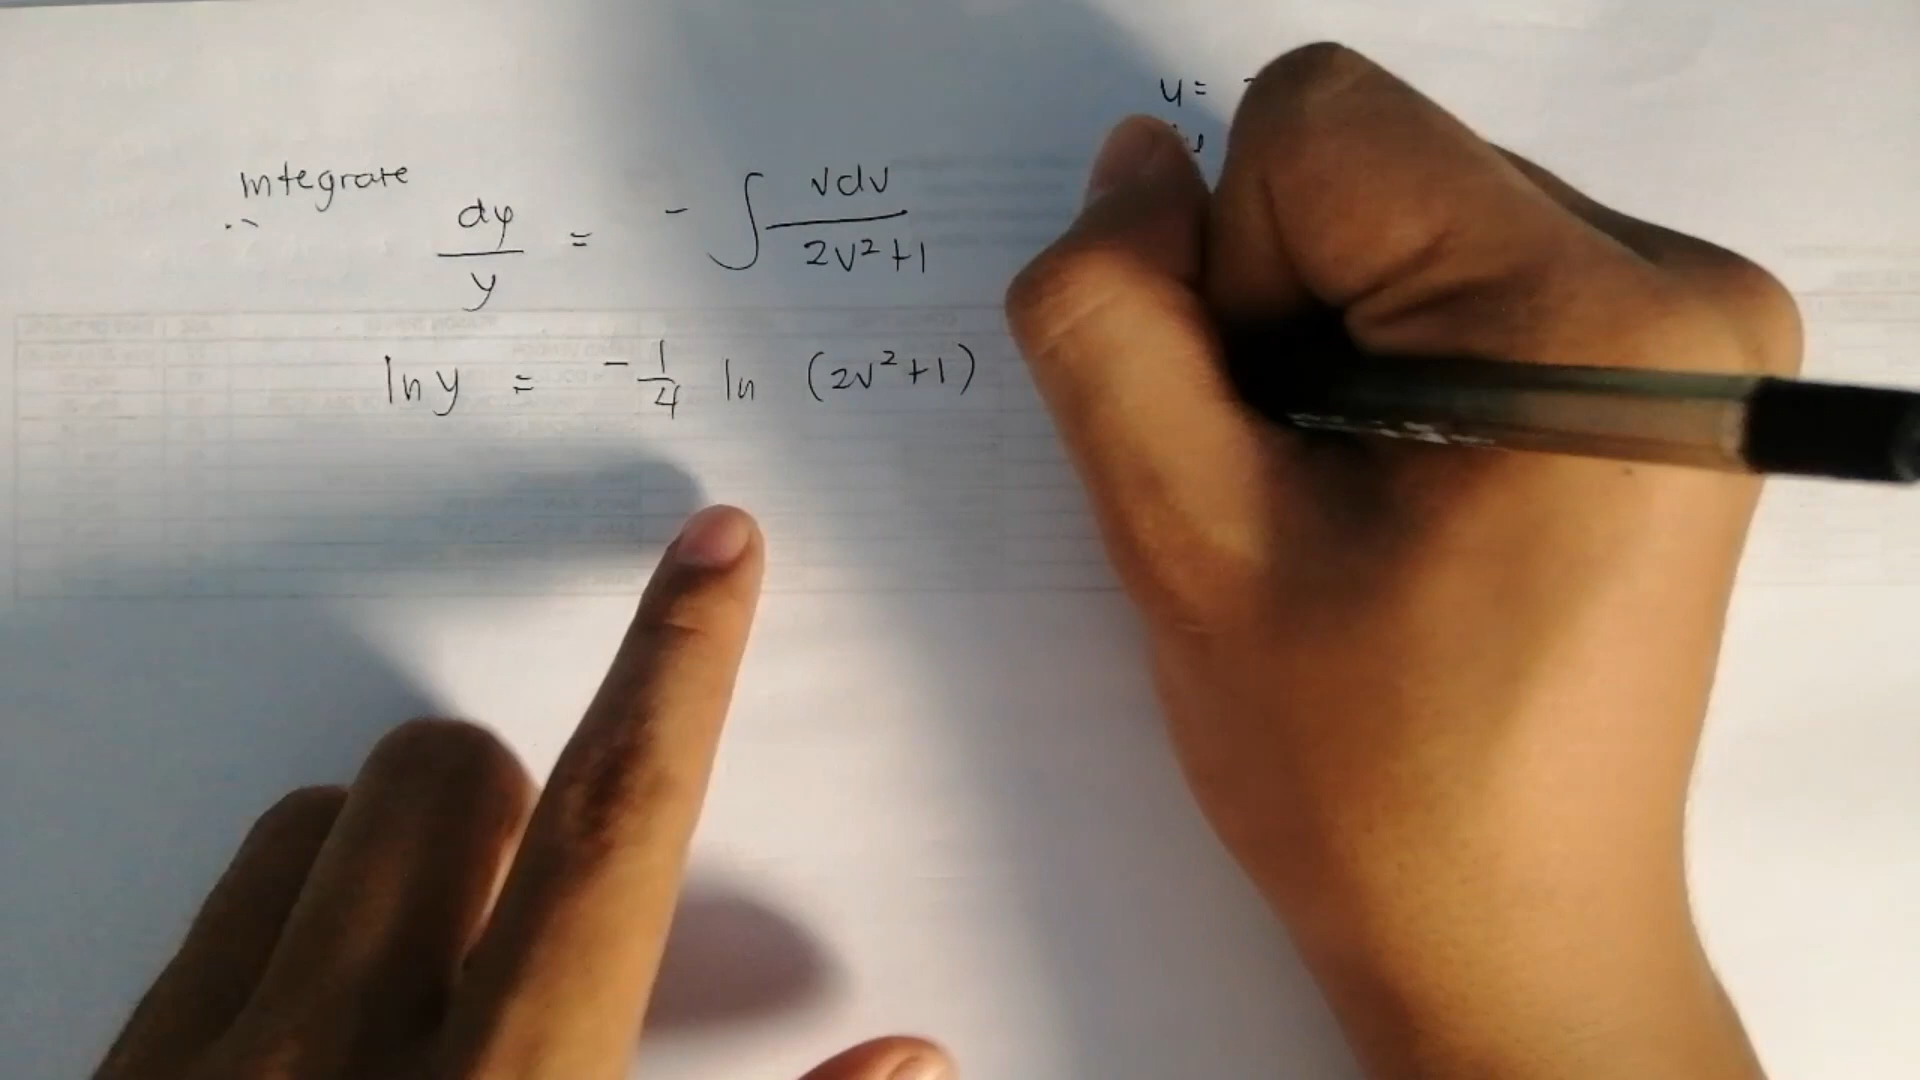 u=
integrate
∴ dy/y = - ∫ vdv/2v²+1
ln y = -1/4 ln (2v²+1)